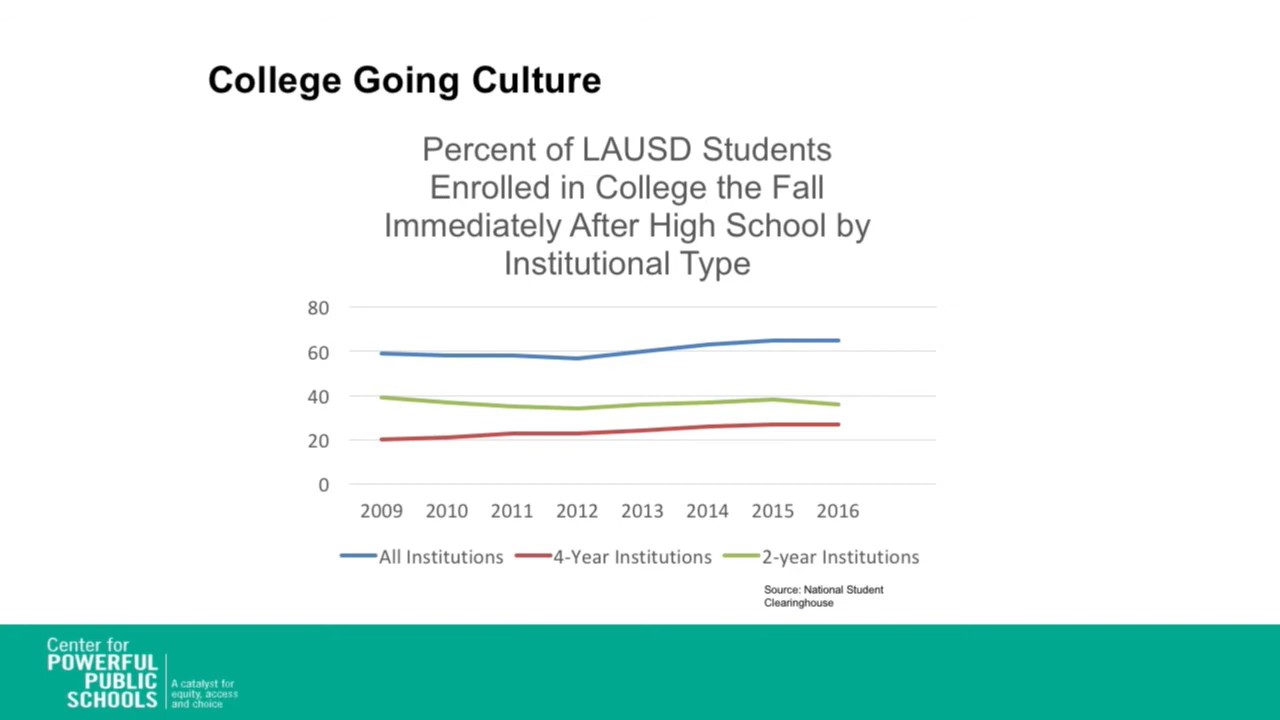 College Going Culture
Percent of LAUSD Students
Enrolled in College the Fall
Immediately After High School by
Institutional Type
80
60
40
20
0
2009 2010 2011 2012 2013 2014 2015 2016
All Institutions 4-Year Institutions 2-year Institutions
Source: National Student
Clearinghouse
Center for
POWERFUL
PUBLIC
SCHOOLS
A catalyst for
equity, access
and choice